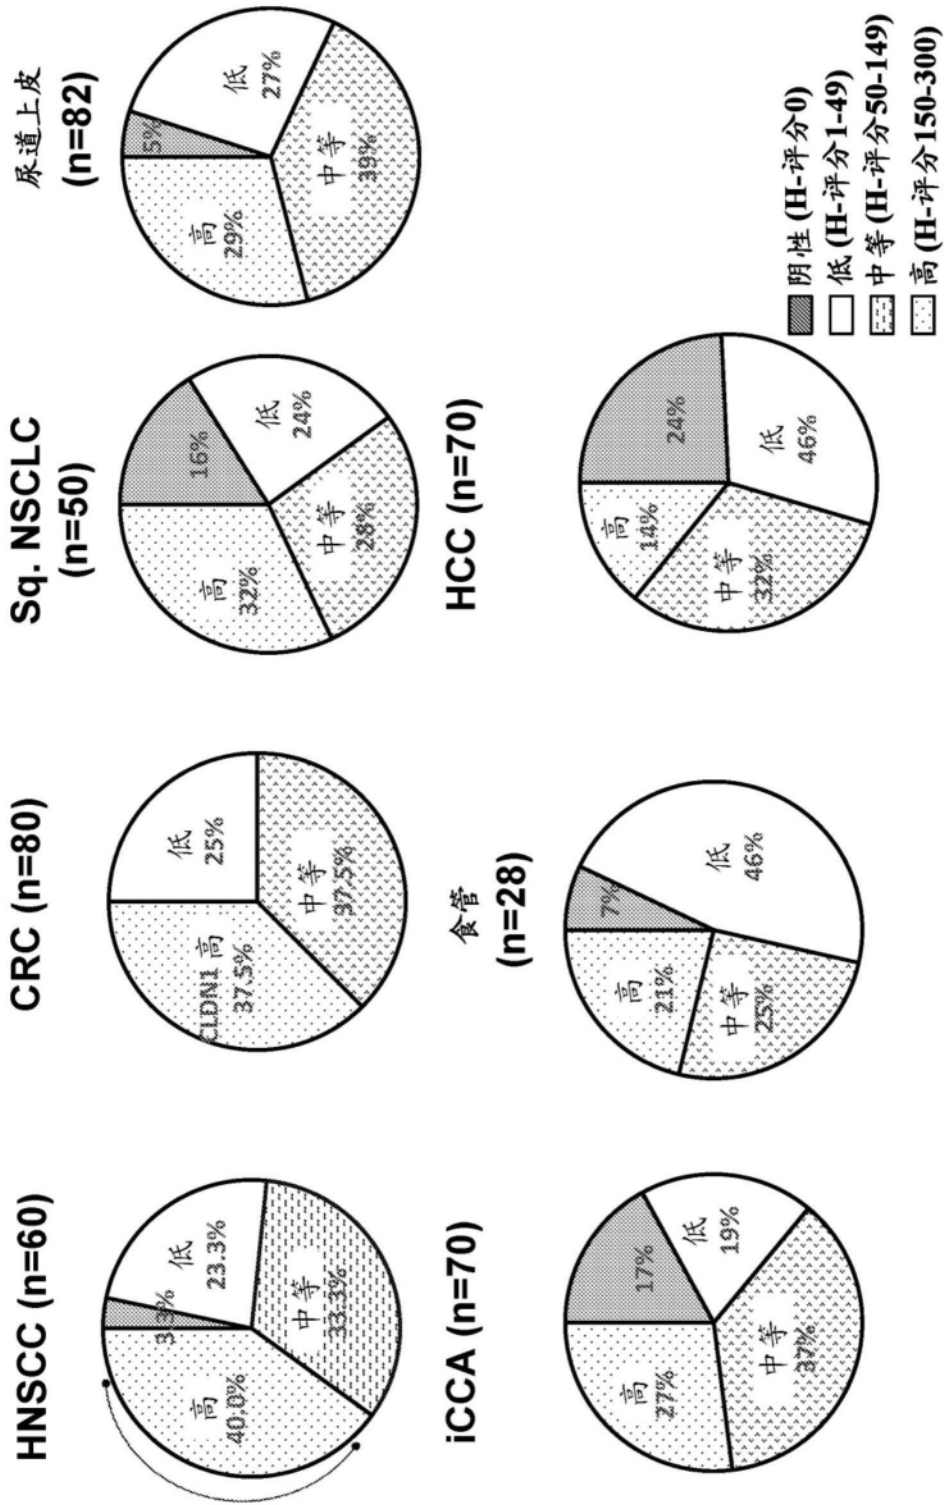 HNSCC (n=60)
3.3%
低
23.3%
中等
33.3%
高
40.0%
CRC (n=80)
低
25%
中等
37.5%
CLDN1 高
37.5%
Sq. NSCLC
(n=50)
16%
低
24%
中等
28%
高
32%
尿道上皮
(n=82)
5%
低
27%
中等
39%
高
29%
iCCA (n=70)
17%
低
19%
中等
37%
高
27%
食管
(n=28)
7%
低
46%
中等
25%
高
21%
HCC (n=70)
24%
低
46%
中等
32%
高
14%
阴性 (H-评分0)
低 (H-评分1-49)
中等 (H-评分50-149)
高 (H-评分150-300)